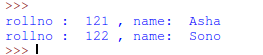 >>>
rollno :  121 , name:  Asha
rollno :  122 , name:  Sono
>>>